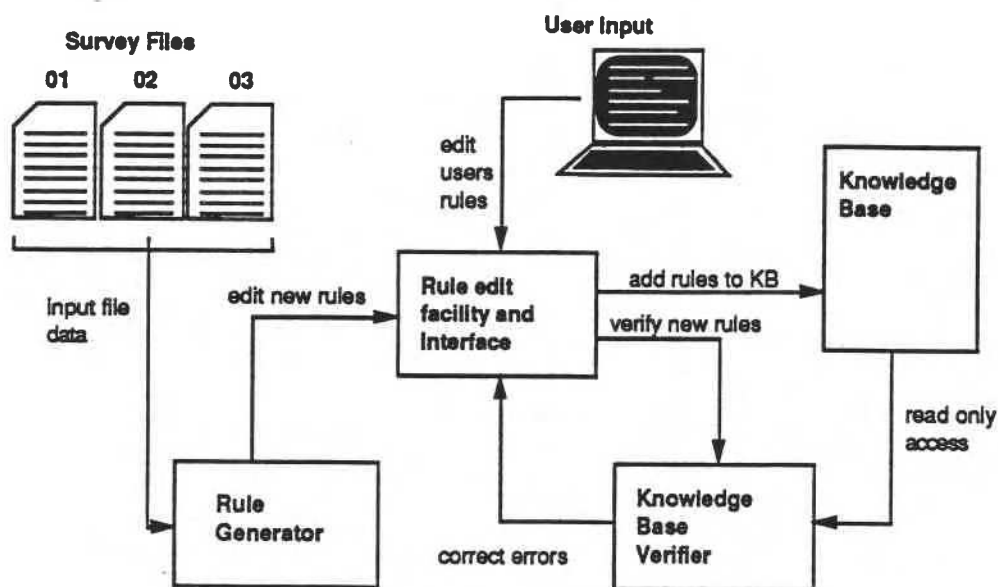 User Input
Survey Files
01 02 03
edit
users
rules
Knowledge
Base
Rule edit
facility and
Interface
add rules to KB
verify new rules
edit new rules
input file
data
read only
access
Rule
Generator
Knowledge
Base
Verifier
correct errors